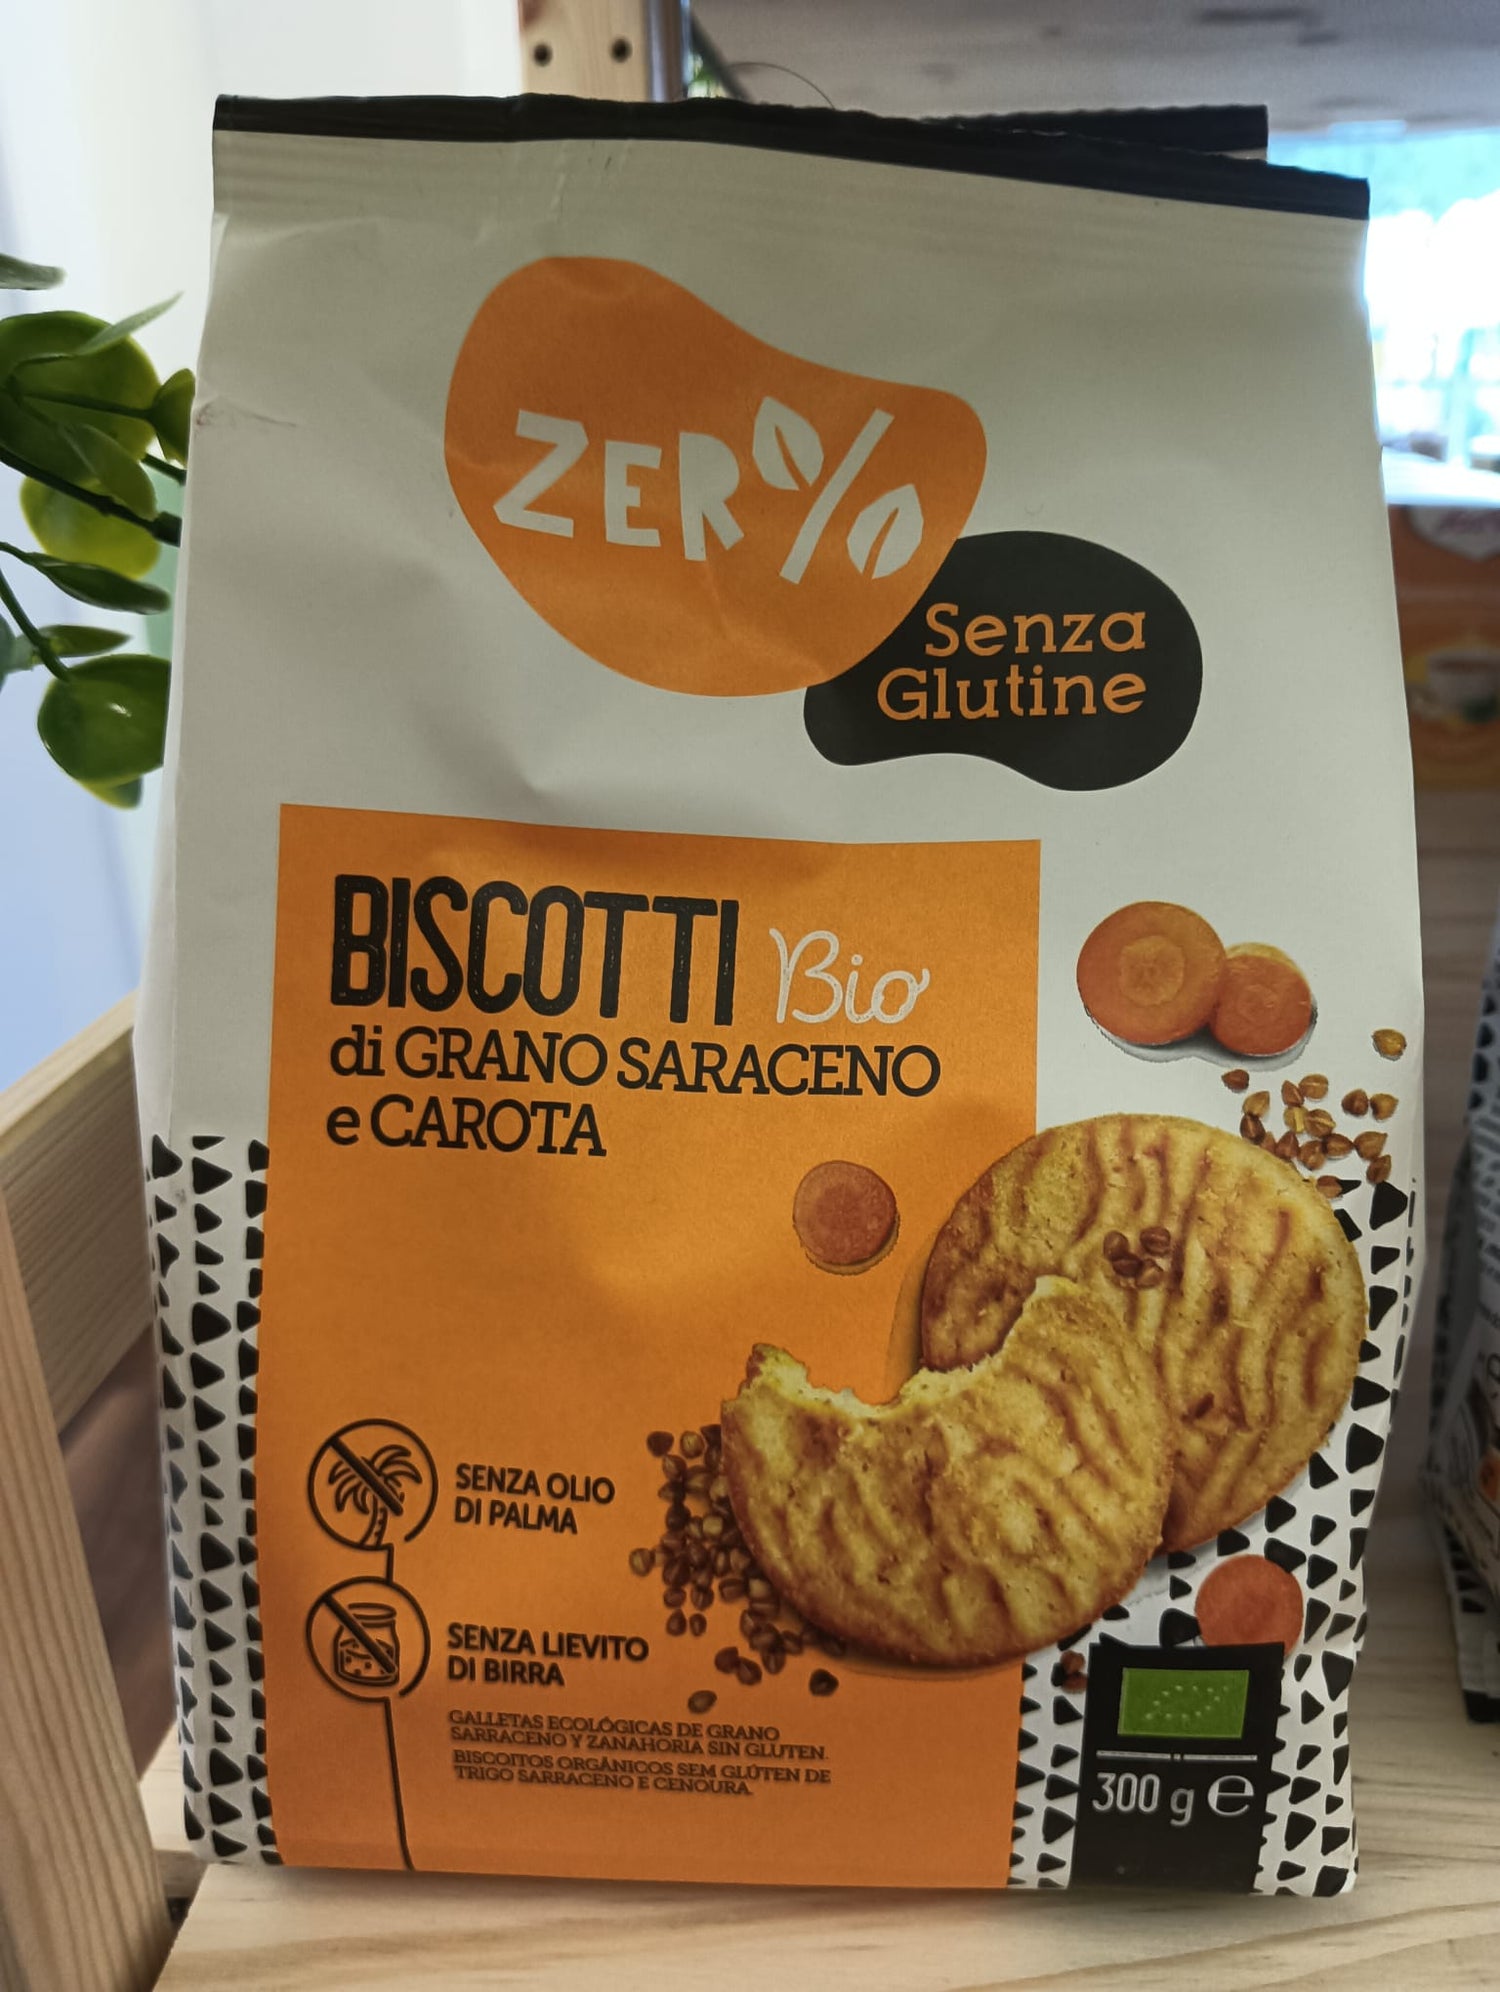 ZER%
Senza
Glutine
BISCOTTI Bio
di GRANO SARACENO
e CAROTA
SENZA OLIO
DI PALMA
SENZA LIEVITO
DI BIRRA
GALLETAS ECOLÓGICAS DE GRANO
SARRACENO Y ZANAHORIA SIN GLUTEN.
BISCOITOS ORGÂNICOS SEM GLÚTEN DE
TRIGO SARRACENO E CENOURA.
300 g e